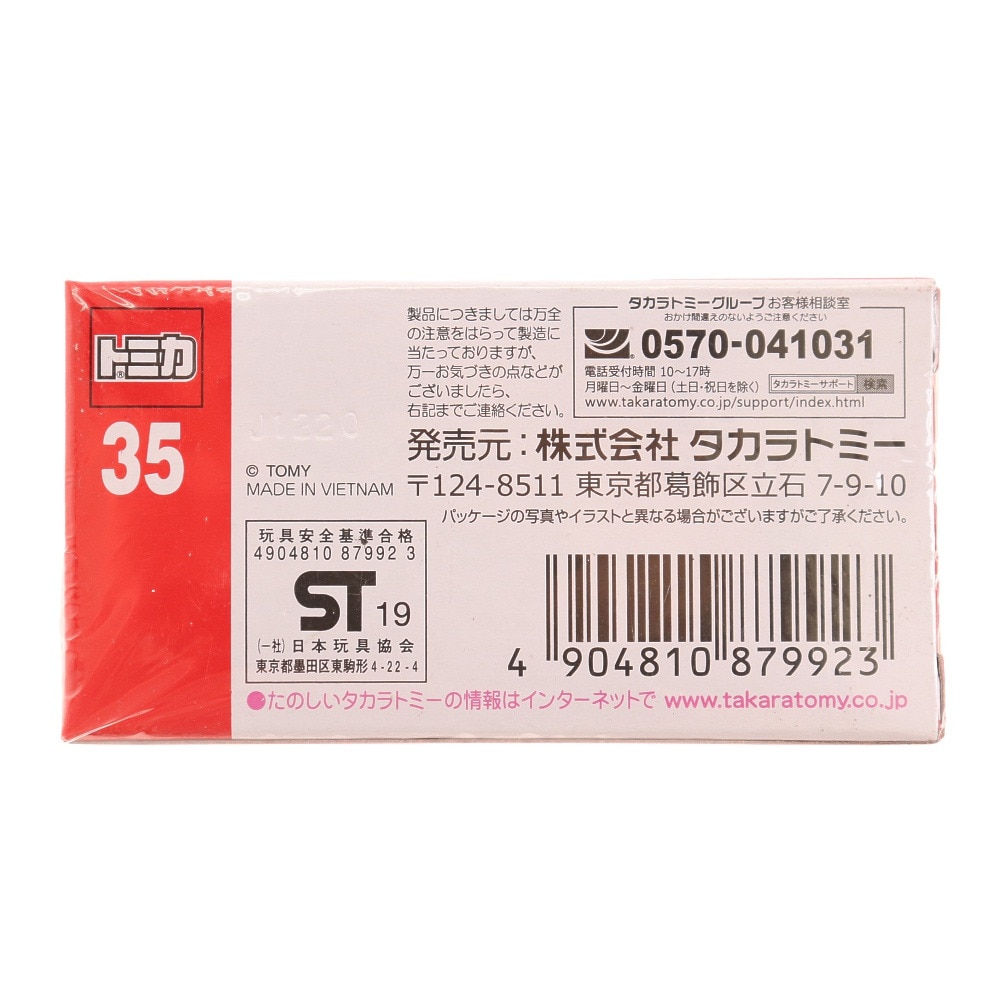 トミカ®
35
© TOMY
MADE IN VIETNAM
製品につきましては万全
の注意をはらって製造に
当たっておりますが、
万一お気づきの点などが
ございましたら、
右記までご連絡ください。
タカラトミーグループ お客様相談室
おかけ間違えのないようご注意ください
0570-041031
電話受付時間 10〜17時
月曜日〜金曜日（土日・祝日を除く） タカラトミーサポート 検索
www.takaratomy.co.jp/support/index.html
発売元：株式会社 タカラトミー
〒124-8511 東京都葛飾区立石 7-9-10
パッケージの写真やイラストと異なる場合がございますがご了承ください。
玩具安全基準合格
4904810 87992 3
ST 19
(一社)日本玩具協会
東京都墨田区東駒形4-22-4
4 904810 879923
●たのしいタカラトミーの情報はインターネットで www.takaratomy.co.jp